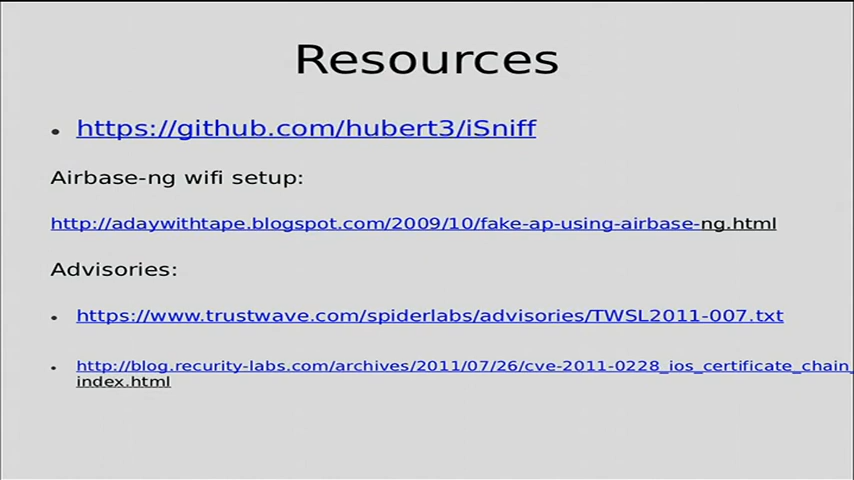 Resources
• https://github.com/hubert3/iSniff
Airbase-ng wifi setup:
http://adaywithtape.blogspot.com/2009/10/fake-ap-using-airbase-ng.html
Advisories:
• https://www.trustwave.com/spiderlabs/advisories/TWSL2011-007.txt
• http://blog.recurity-labs.com/archives/2011/07/26/cve-2011-0228_ios_certificate_chain_
index.html